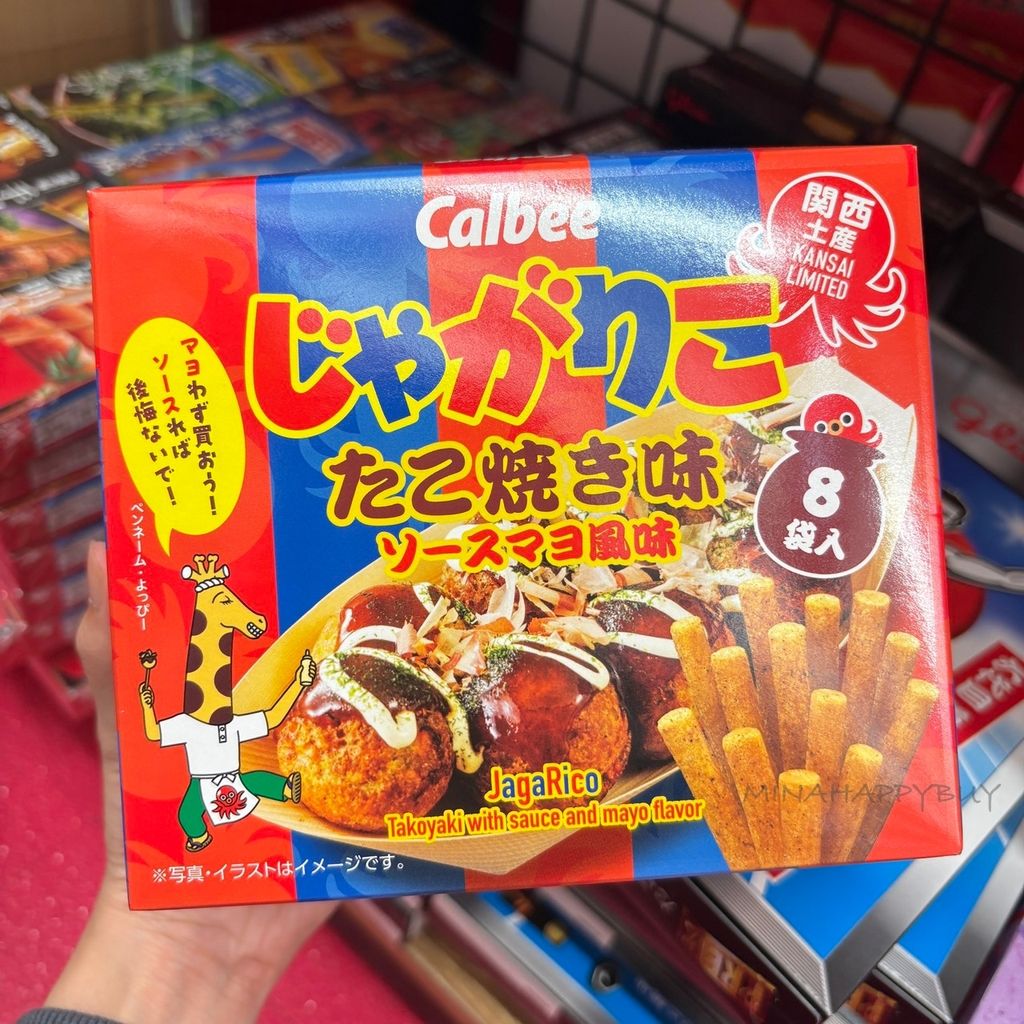 Calbee
関西
土産
KANSAI
LIMITED
じゃがりこ
たこ焼き味
ソースマヨ風味
マヨわず買おう!
ソースれば
後悔ないで!
ペンネーム・よっぴー
8
袋入
JagaRico
Takoyaki with sauce and mayo flavor
※写真・イラストはイメージです。
MINAHAPPYBUY